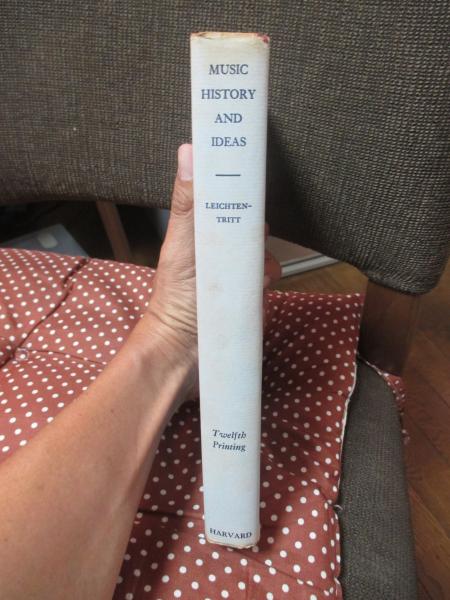 MUSIC
HISTORY
AND
IDEAS
LEICHTEN-
TRITT
Twelfth
Printing
HARVARD